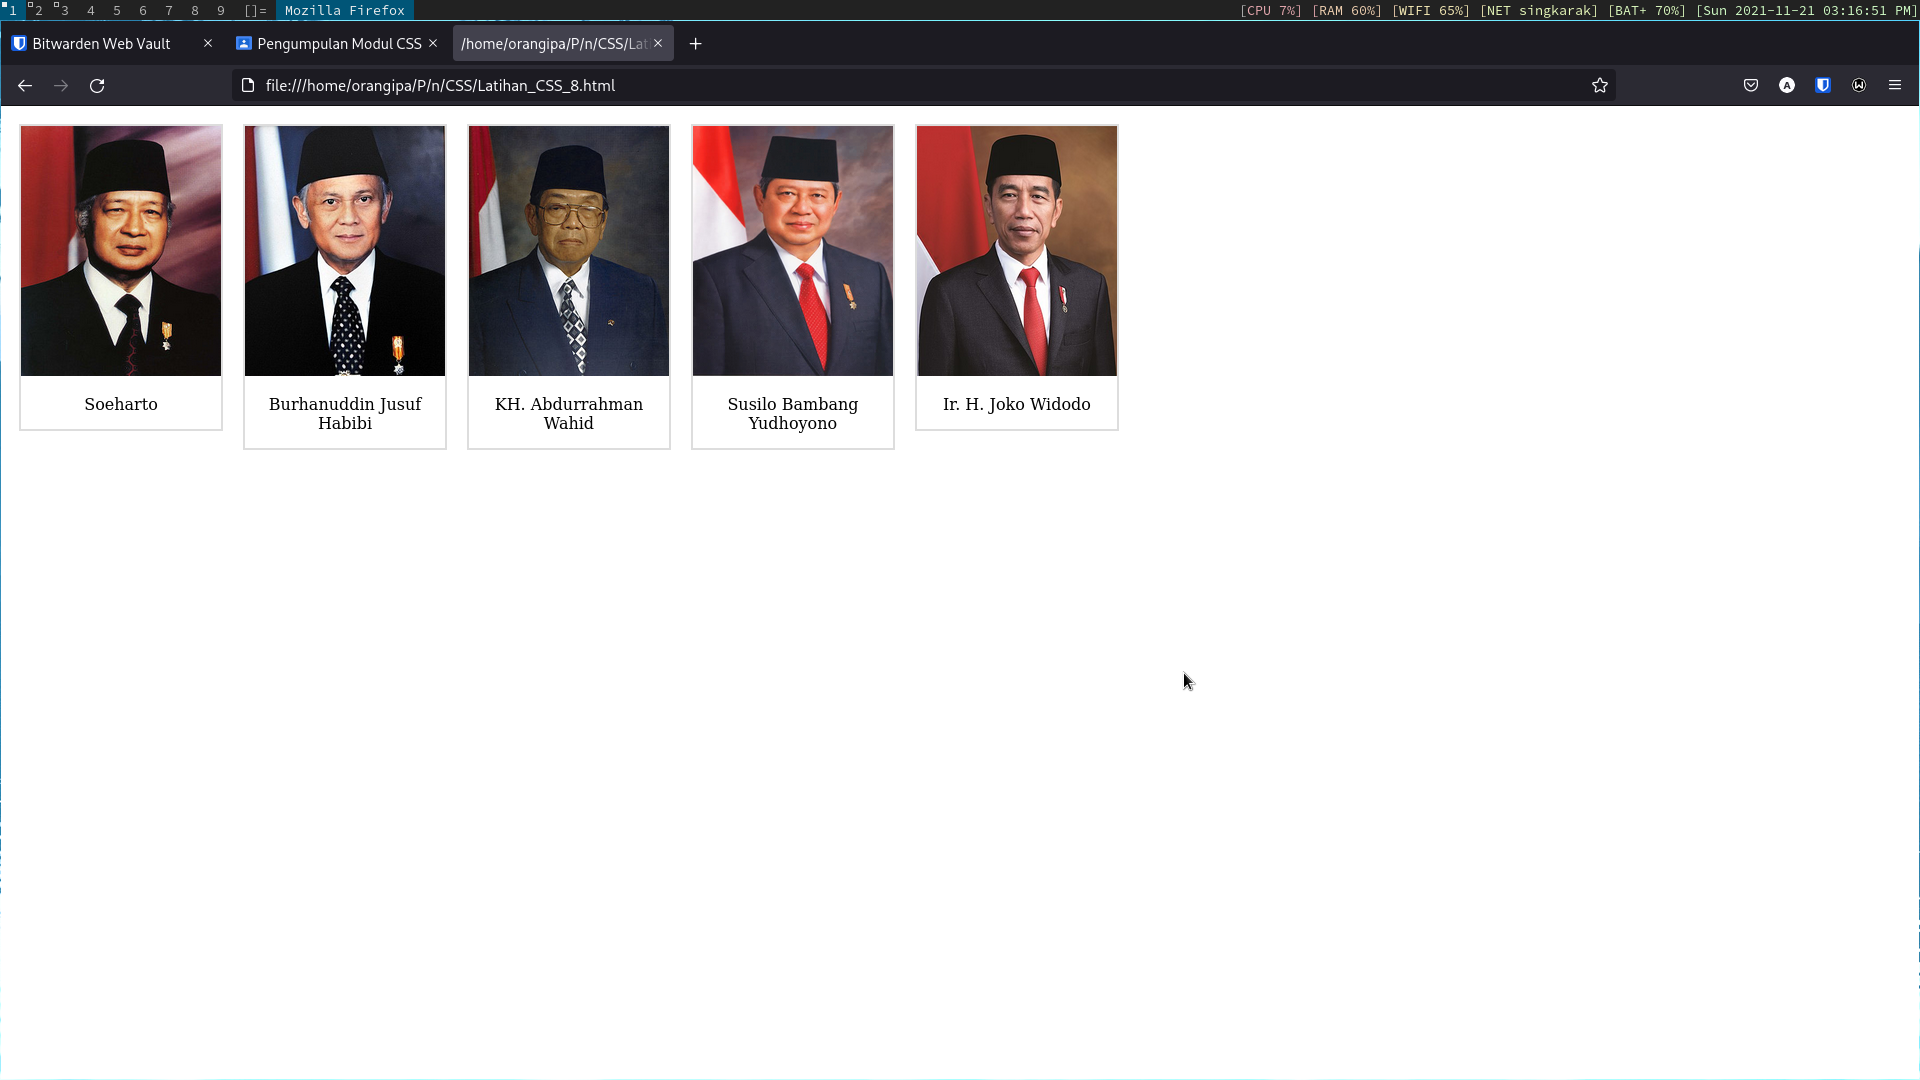 1 2 3 4 5 6 7 8 9 []= Mozilla Firefox [CPU 7%] [RAM 60%] [WIFI 65%] [NET singkarak] [BAT+ 70%] [Sun 2021-11-21 03:16:51 PM]
Bitwarden Web Vault Pengumpulan Modul CSS /home/orangipa/P/n/CSS/Lat
file:///home/orangipa/P/n/CSS/Latihan_CSS_8.html A
Soeharto
Burhanuddin Jusuf
Habibi
KH. Abdurrahman
Wahid
Susilo Bambang
Yudhoyono
Ir. H. Joko Widodo